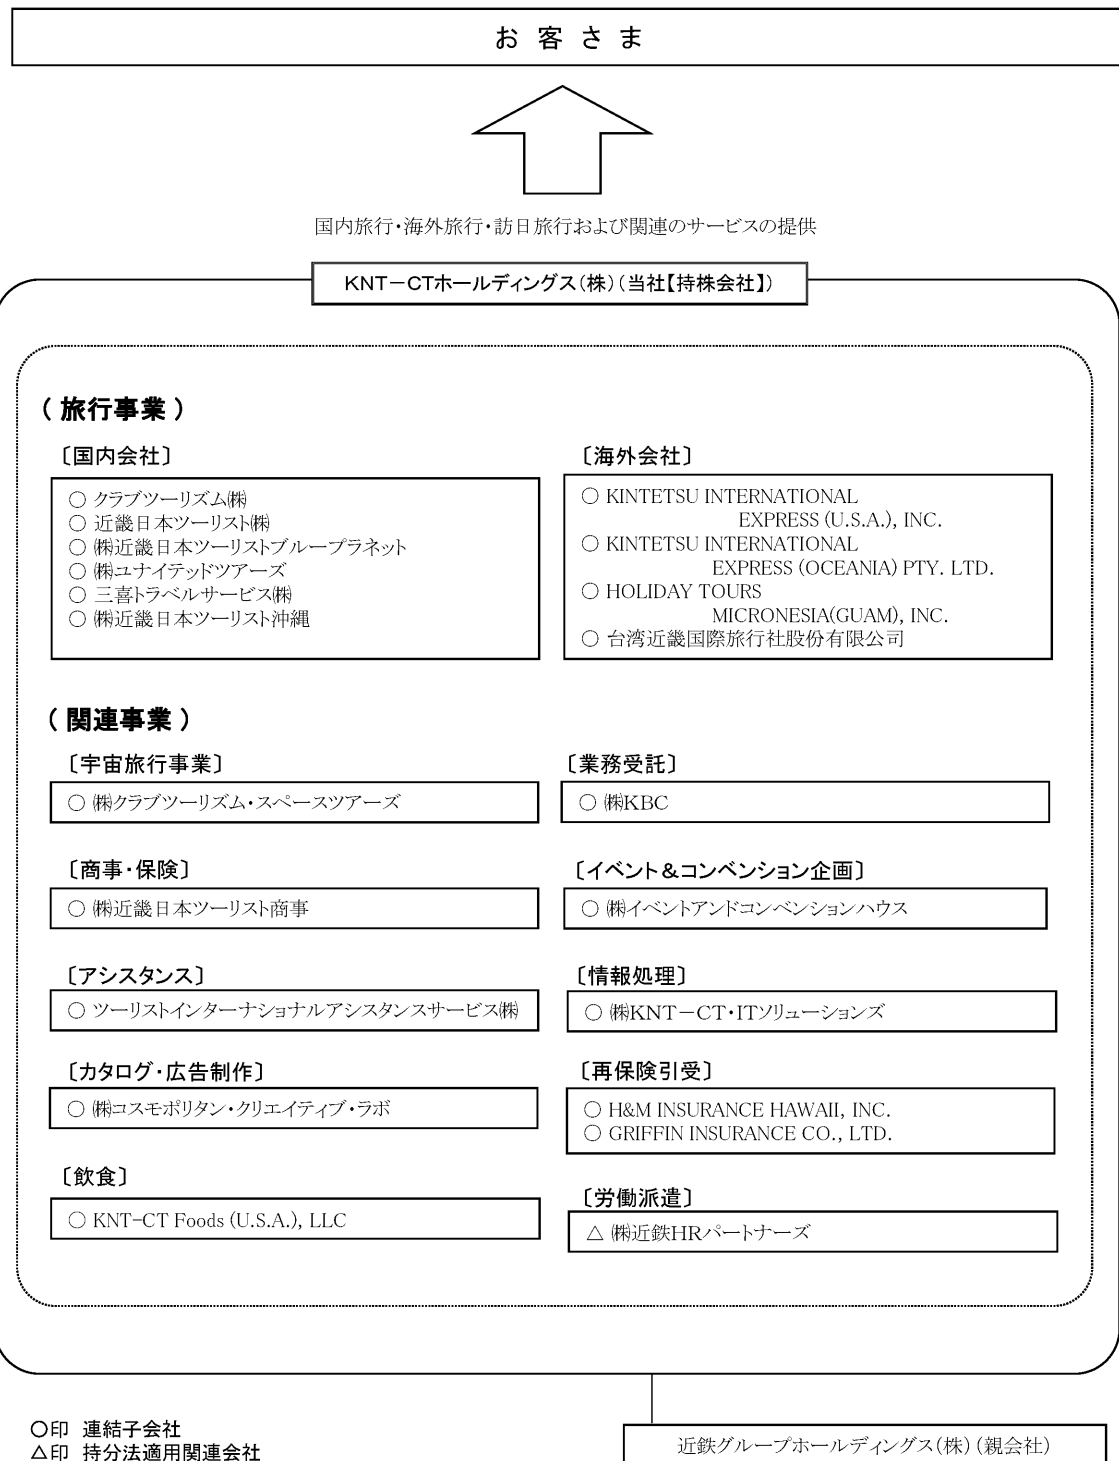 お客さま
国内旅行・海外旅行・訪日旅行および関連のサービスの提供
KNT－CTホールディングス（株）（当社【持株会社】）
（ 旅行事業 ）
〔国内会社〕
○ クラブツーリズム㈱
○ 近畿日本ツーリスト㈱
○ ㈱近畿日本ツーリストブループラネット
○ ㈱ユナイテッドツアーズ
○ 三喜トラベルサービス㈱
○ ㈱近畿日本ツーリスト沖縄
〔海外会社〕
○ KINTETSU INTERNATIONAL
EXPRESS (U.S.A.), INC.
○ KINTETSU INTERNATIONAL
EXPRESS (OCEANIA) PTY. LTD.
○ HOLIDAY TOURS
MICRONESIA(GUAM), INC.
○ 台湾近畿国際旅行社股份有限公司
（ 関連事業 ）
〔宇宙旅行事業〕
○ ㈱クラブツーリズム・スペースツアーズ
〔業務受託〕
○ ㈱KBC
〔商事・保険〕
○ ㈱近畿日本ツーリスト商事
〔イベント＆コンベンション企画〕
○ ㈱イベントアンドコンベンションハウス
〔アシスタンス〕
○ ツーリストインターナショナルアシスタンスサービス㈱
〔情報処理〕
○ ㈱KNT－CT・ITソリューションズ
〔カタログ・広告制作〕
○ ㈱コスモポリタン・クリエイティブ・ラボ
〔再保険引受〕
○ H&M INSURANCE HAWAII, INC.
○ GRIFFIN INSURANCE CO., LTD.
〔飲食〕
○ KNT-CT Foods (U.S.A.), LLC
〔労働派遣〕
△ ㈱近鉄HRパートナーズ
○印 連結子会社
△印 持分法適用関連会社
近鉄グループホールディングス（株）（親会社）